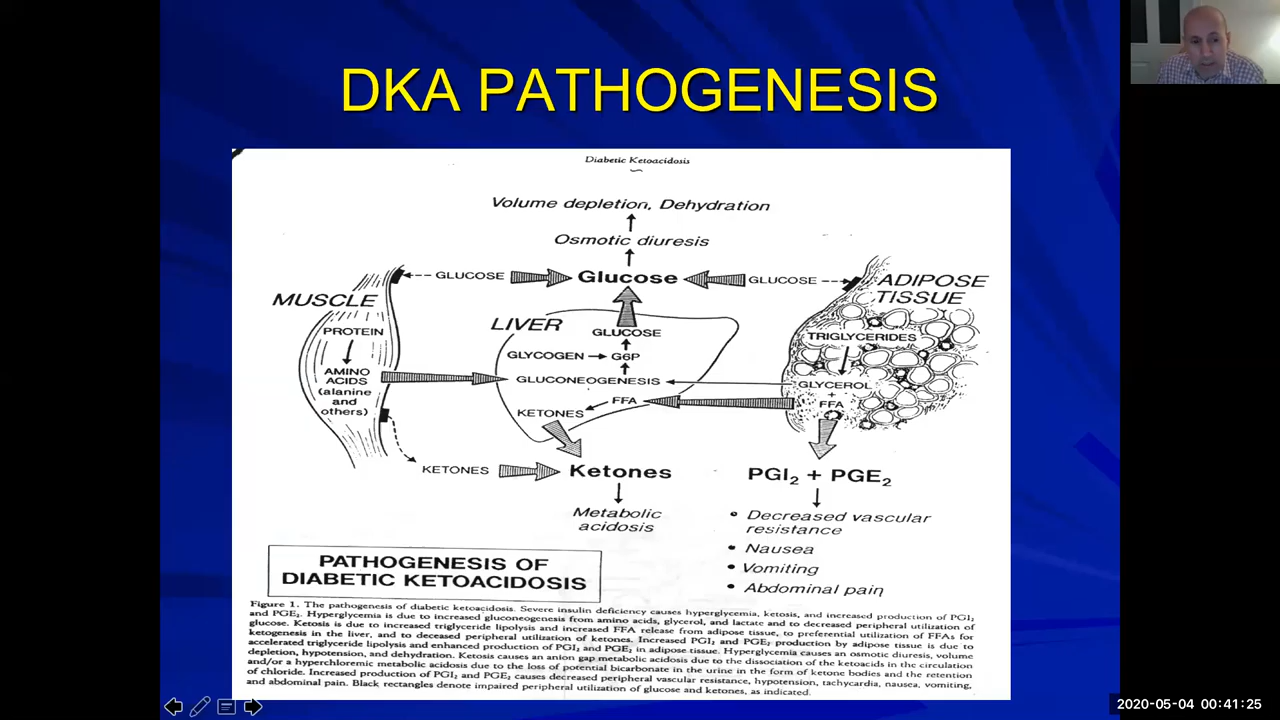 DKA PATHOGENESIS
Diabetic Ketoacidosis
Volume depletion, Dehydration
Osmotic diuresis
GLUCOSE
Glucose
GLUCOSE
MUSCLE
ADIPOSE
TISSUE
LIVER
GLUCOSE
PROTEIN
TRIGLYCERIDES
GLYCOGEN
G6P
AMINO
ACIDS
(alanine
and
others)
GLUCONEOGENESIS
GLYCEROL
+
FFA
FFA
KETONES
KETONES
Ketones
PGI₂ + PGE₂
Metabolic
acidosis
• Decreased vascular
resistance
• Nausea
• Vomiting
• Abdominal pain
PATHOGENESIS OF
DIABETIC KETOACIDOSIS
Figure 1. The pathogenesis of diabetic ketoacidosis. Severe insulin deficiency causes hyperglycemia, ketosis, and increased production of PGI₂
and PGE₂. Hyperglycemia is due to increased gluconeogenesis from amino acids, glycerol, and lactate and to decreased peripheral utilization of
glucose. Ketosis is due to increased triglyceride lipolysis and increased FFA release from adipose tissue, to preferential utilization of FFAs for
ketogenesis in the liver, and to deceased peripheral utilization of ketones. Increased PGI₂ and PGE₂ production by adipose tissue is due to
accelerated triglyceride lipolysis and enhanced production of PGI₂ and PGE₂ in adipose tissue. Hyperglycemia causes an osmotic diuresis, volume
depletion, hypotension, and dehydration. Ketosis causes an anion gap metabolic acidosis due to the dissociation of the ketoacids in the circulation
and/or a hyperchloremic metabolic acidosis due to the loss of potential bicarbonate in the urine in the form of ketone bodies and the retention
of chloride. Increased production of PGI₂ and PGE₂ causes decreased peripheral vascular resistance, hypotension, tachycardia, nausea, vomiting,
and abdominal pain. Black rectangles denote impaired peripheral utilization of glucose and ketones, as indicated.
2020-05-04 00:41:25